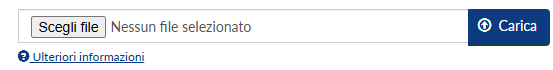 Scegli file Nessun file selezionato Carica
Ulteriori informazioni